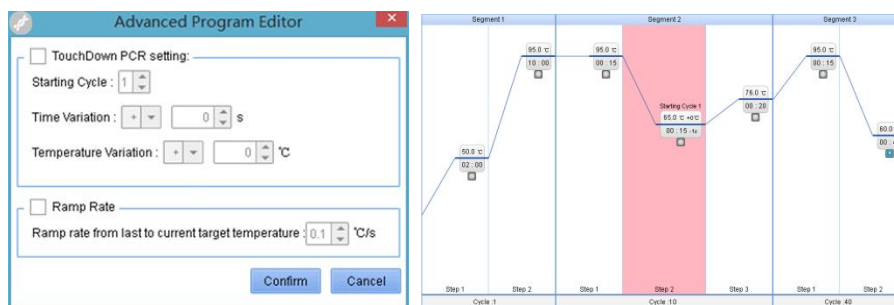 Advanced Program Editor
TouchDown PCR setting:
Starting Cycle : 1
Time Variation : + 0 s
Temperature Variation : + 0 ℃
Ramp Rate
Ramp rate from last to current target temperature : 0.1 ℃/s
Confirm Cancel
Segment 1 Segment 2 Segment 3
95.0 ℃ 95.0 ℃ 95.0 ℃
10 : 00 00 : 15 00 : 15
76.0 ℃
00 : 20
Starting Cycle 1
65.0 ℃ +0℃
00 : 15 -1s
60.0
00 :
50.0 ℃
02 : 00
Step 1 Step 2 Step 1 Step 2 Step 3 Step 1 Step 2
Cycle :1 Cycle :10 Cycle :40